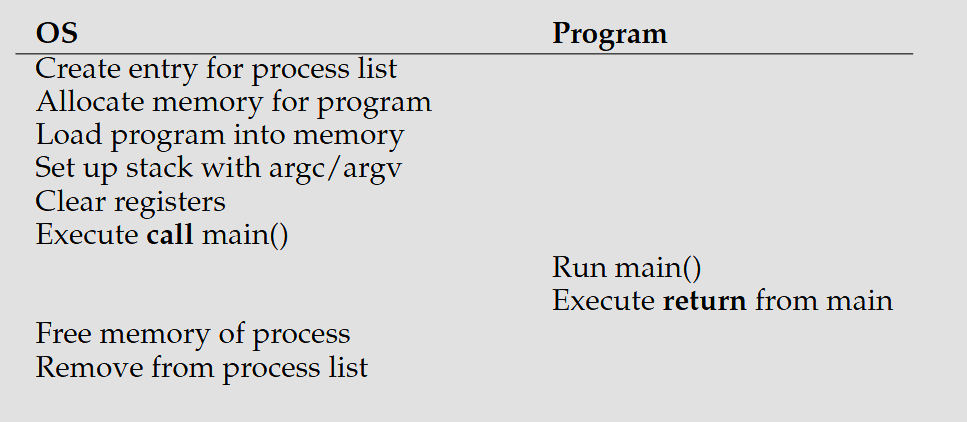 OS Program
Create entry for process list
Allocate memory for program
Load program into memory
Set up stack with argc/argv
Clear registers
Execute call main()
Run main()
Execute return from main
Free memory of process
Remove from process list